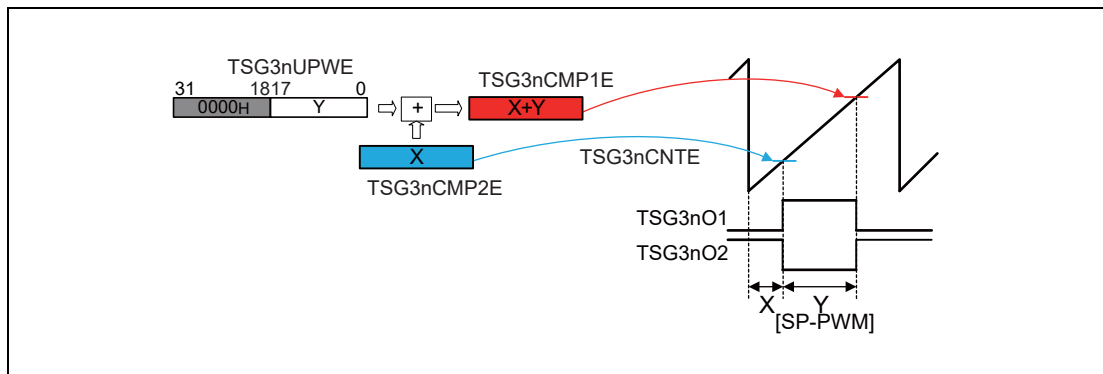 TSG3nUPWE
31 1817 0
0000H Y
+
TSG3nCMP1E
X+Y
X
TSG3nCMP2E
TSG3nCNTE
TSG3nO1
TSG3nO2
X Y
[SP-PWM]